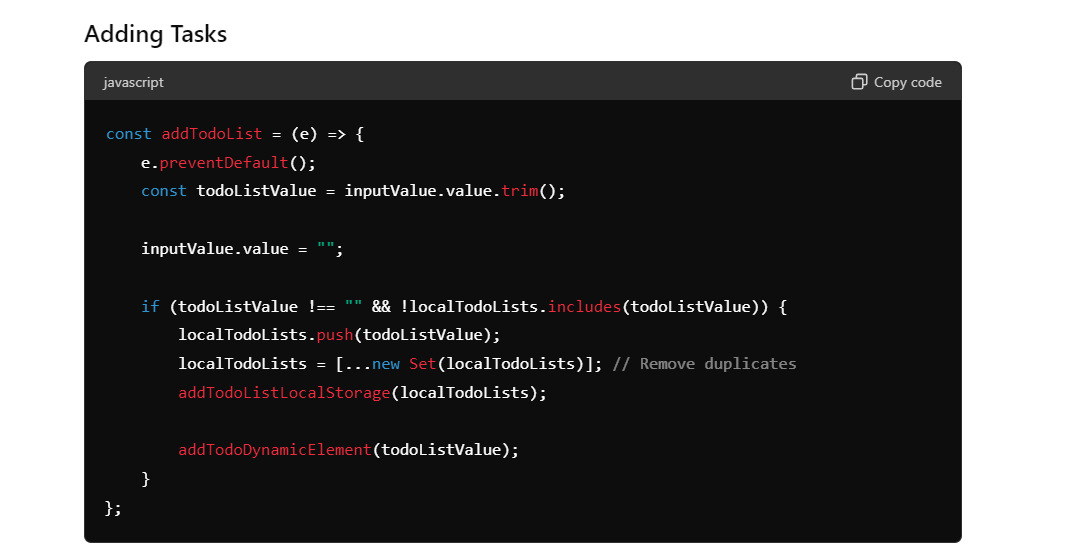 Adding Tasks
javascript
Copy code
const addTodoList = (e) => {
    e.preventDefault();
    const todoListValue = inputValue.value.trim();

    inputValue.value = "";

    if (todoListValue !== "" && !localTodoLists.includes(todoListValue)) {
        localTodoLists.push(todoListValue);
        localTodoLists = [...new Set(localTodoLists)]; // Remove duplicates
        addTodoListLocalStorage(localTodoLists);

        addTodoDynamicElement(todoListValue);
    }
};